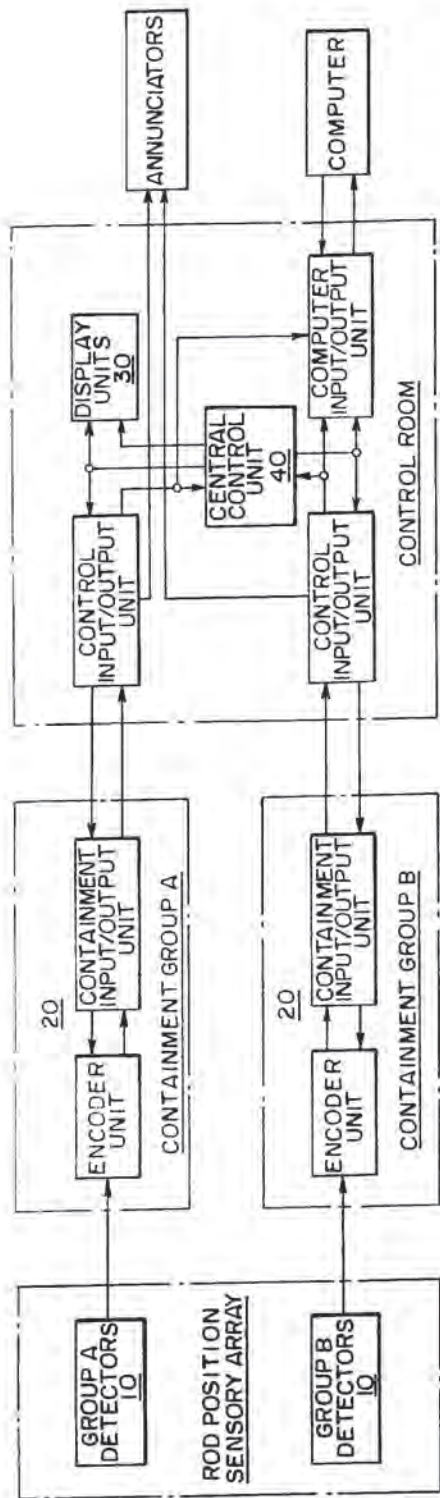 GROUP A
DETECTORS
10
ROD POSITION
SENSORY ARRAY
GROUP B
DETECTORS
10
ENCODER
UNIT
20
CONTAINMENT
INPUT/OUTPUT
UNIT
CONTAINMENT GROUP A
ENCODER
UNIT
20
CONTAINMENT
INPUT/OUTPUT
UNIT
CONTAINMENT GROUP B
CONTROL
INPUT/OUTPUT
UNIT
DISPLAY
UNITS
30
CENTRAL
CONTROL
UNIT
40
CONTROL
INPUT/OUTPUT
UNIT
COMPUTER
INPUT/OUTPUT
UNIT
CONTROL ROOM
ANNUNCIATORS
COMPUTER